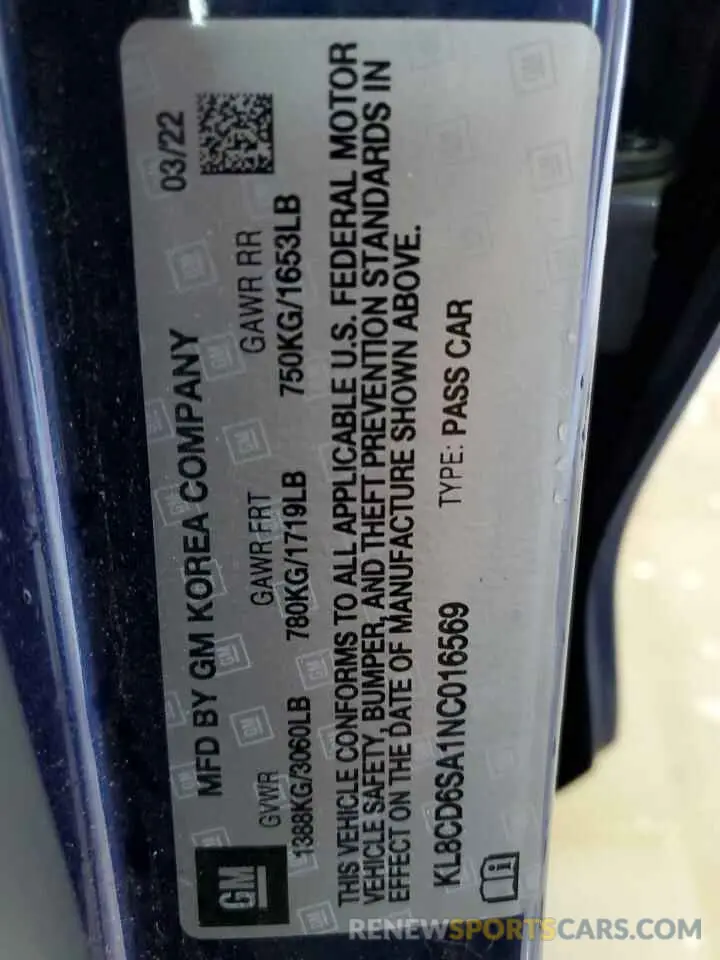 MFD BY GM KOREA COMPANY 03/22
GVWR GAWR FRT GAWR RR
1388KG/3060LB 780KG/1719LB 750KG/1653LB
THIS VEHICLE CONFORMS TO ALL APPLICABLE U.S. FEDERAL MOTOR
VEHICLE SAFETY, BUMPER, AND THEFT PREVENTION STANDARDS IN
EFFECT ON THE DATE OF MANUFACTURE SHOWN ABOVE.
KL8CD6SA1NC016569 TYPE: PASS CAR
GM
RENEWSPORTSCARS.COM